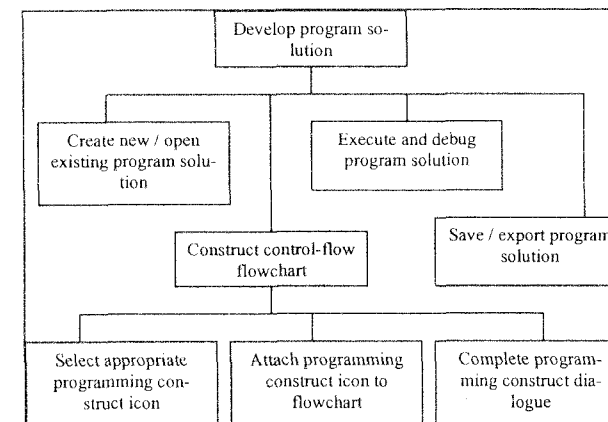 Develop program so-
lution
Create new / open
existing program solu-
tion
Execute and debug
program solution
Construct control-flow
flowchart
Save / export program
solution
Select appropriate
programming con-
struct icon
Attach programming
construct icon to
flowchart
Complete program-
ming construct dia-
logue